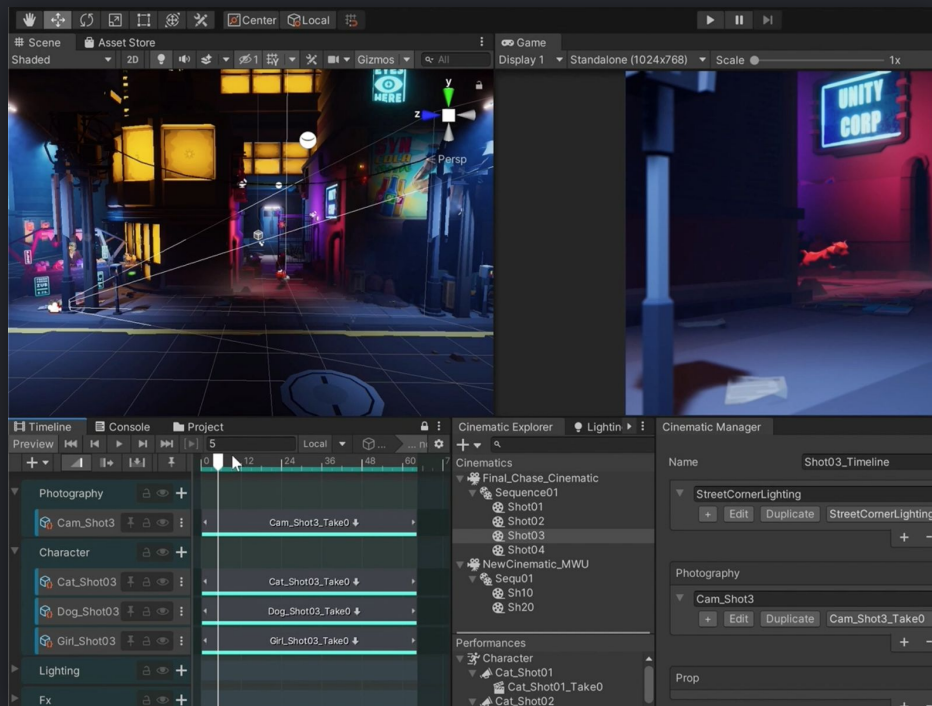 Center Local
Scene Asset Store
Game
Shaded 2D 1 Gizmos All
Display 1 Standalone (1024x768) Scale 1x
EYES
HERE
y
z
Persp
UNITY
CORP
Timeline Console Project
Cinematic Explorer Lightin
Cinematic Manager
Preview 5 Local
Cinematics
Name Shot03_Timeline
0 12 24 36 48 60 7
Photography
Cam_Shot3 Cam_Shot3_Take0
Character
Cat_Shot03 Cat_Shot03_Take0
Dog_Shot03 Dog_Shot03_Take0
Girl_Shot03 Girl_Shot03_Take0
Lighting
Fx
Final_Chase_Cinematic
Sequence01
Shot01
Shot02
Shot03
Shot04
NewCinematic_MWU
Sequ01
Sh10
Sh20
Performances
Character
Cat_Shot01
Cat_Shot01_Take0
Cat_Shot02
StreetCornerLighting
+ Edit Duplicate StreetCornerLighting
+ −
Photography
Cam_Shot3
+ Edit Duplicate Cam_Shot3_Take0
+ −
Prop